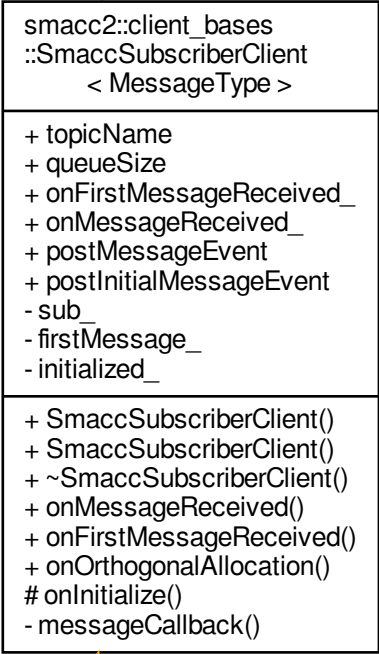 smacc2::client_bases
::SmaccSubscriberClient
< MessageType >
+ topicName
+ queueSize
+ onFirstMessageReceived_
+ onMessageReceived_
+ postMessageEvent
+ postInitialMessageEvent
- sub_
- firstMessage_
- initialized_
+ SmaccSubscriberClient()
+ SmaccSubscriberClient()
+ ~SmaccSubscriberClient()
+ onMessageReceived()
+ onFirstMessageReceived()
+ onOrthogonalAllocation()
# onInitialize()
- messageCallback()